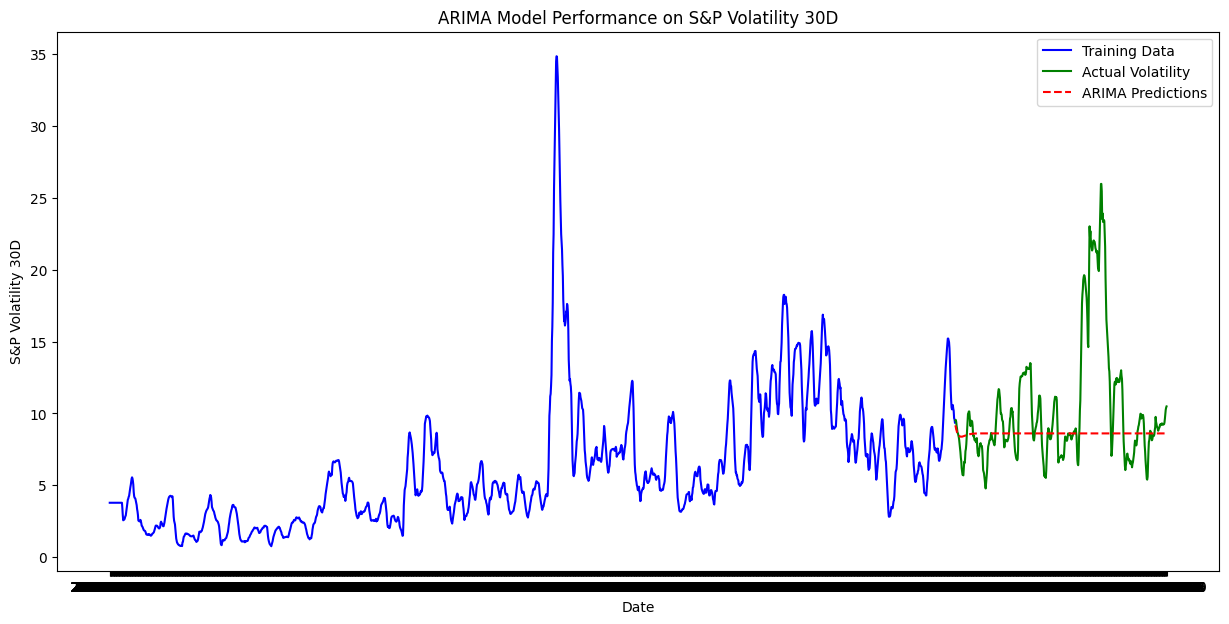 ARIMA Model Performance on S&P Volatility 30D
Training Data
Actual Volatility
ARIMA Predictions
S&P Volatility 30D
35
30
25
20
15
10
5
0
Date